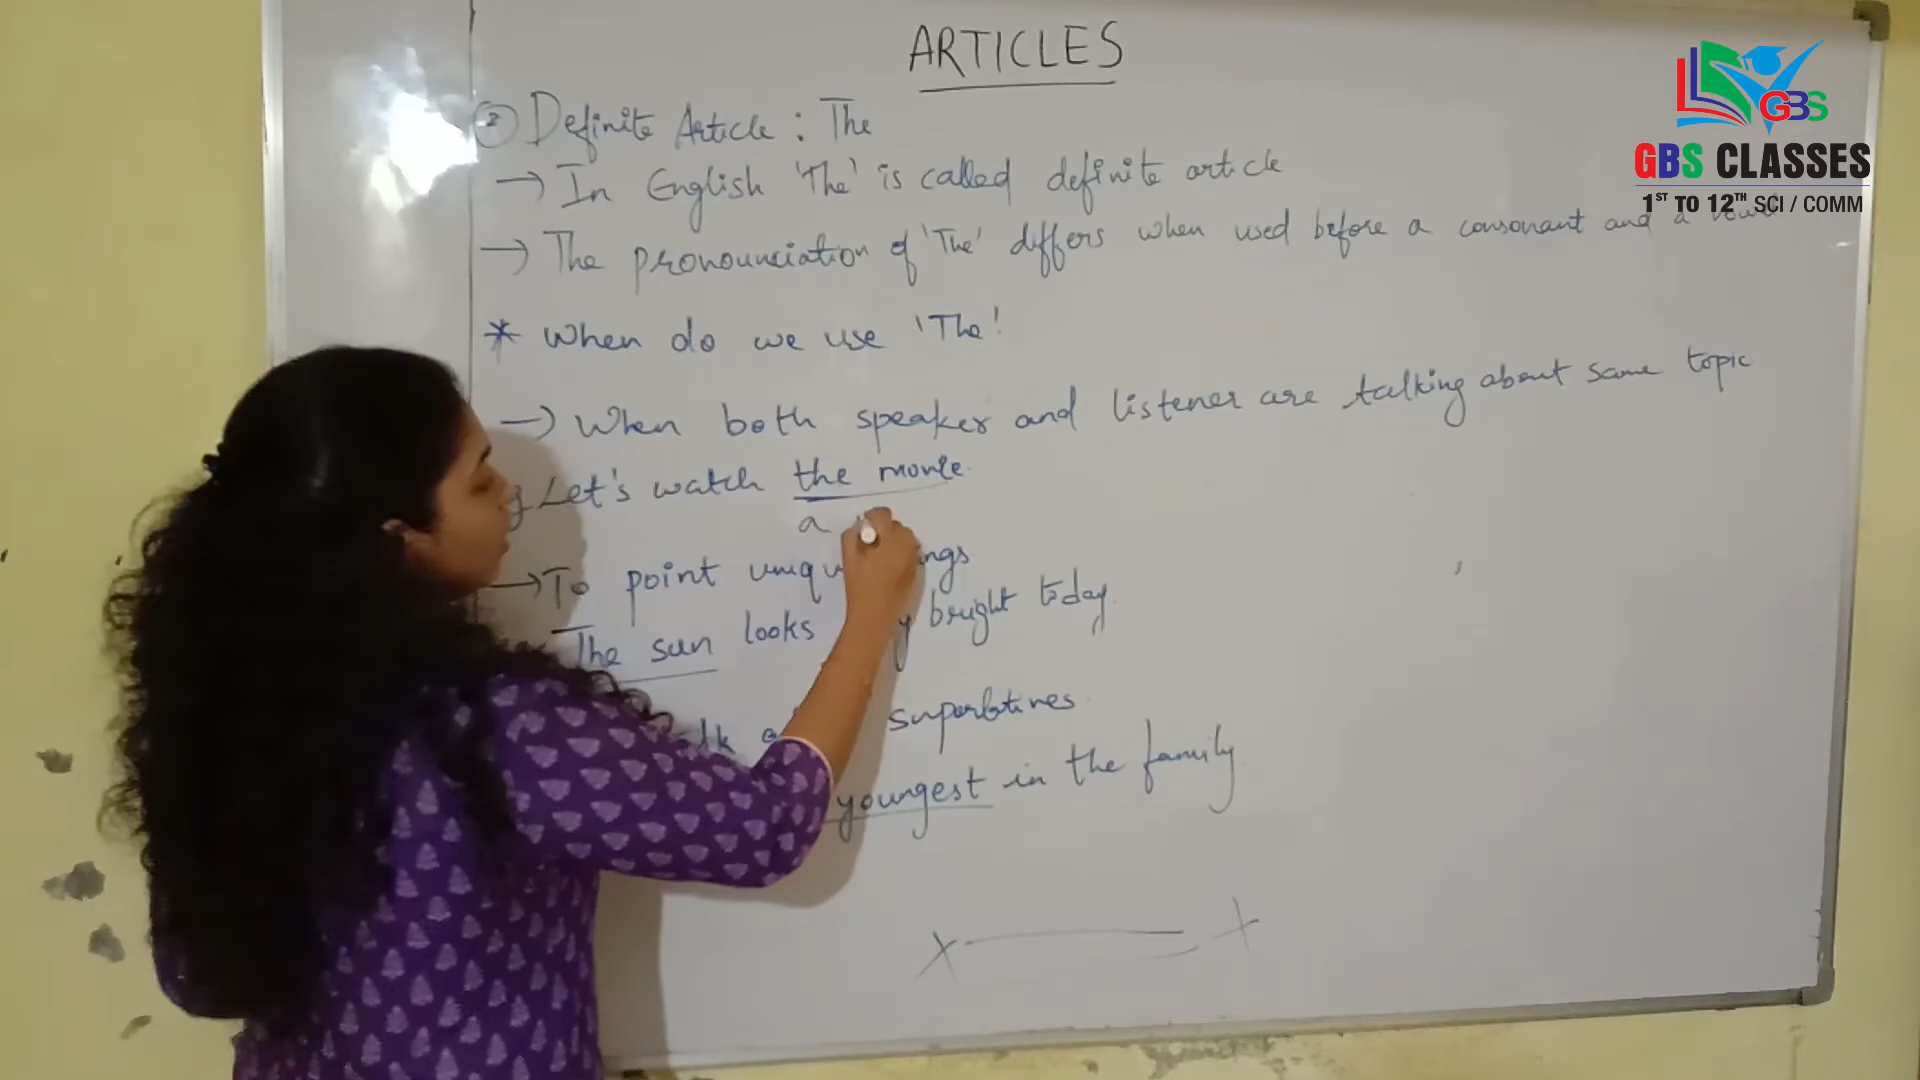 ARTICLES
② Definite Article : The
→ In English 'The' is called definite article
→ The pronounciation of 'The' differs when used before a consonant and a
* When do we use 'The'
→ When both speaker and listener are talking about same topic
Let's watch the movie.
a
→ To point
The sun looks bright today.
superlatives
youngest in the family
GBS
GBS CLASSES
1ST TO 12TH SCI / COMM